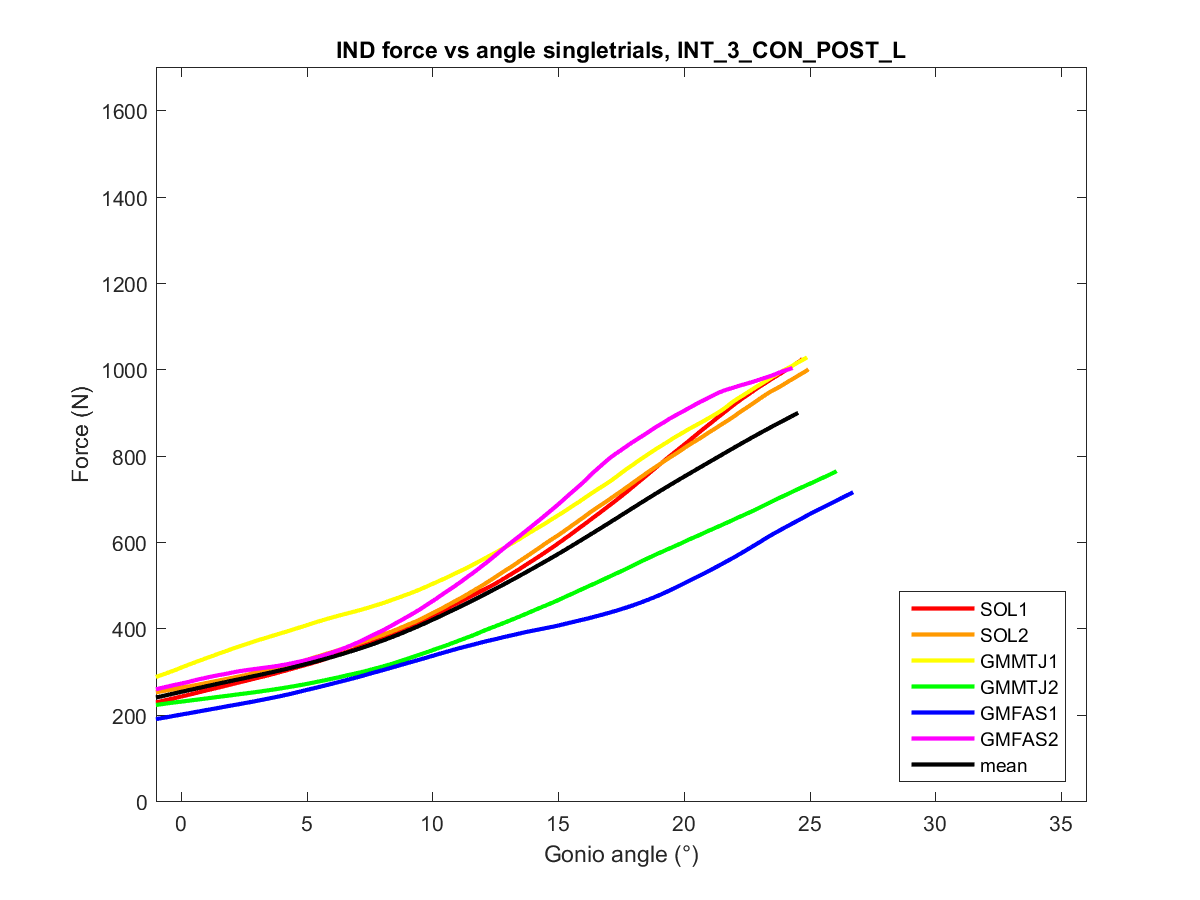 IND force vs angle singletrials, INT_3_CON_POST_L
1600
1400
1200
1000
800
600
400
200
0
Force (N)
0 5 10 15 20 25 30 35
Gonio angle (°)
SOL1
SOL2
GMMTJ1
GMMTJ2
GMFAS1
GMFAS2
mean